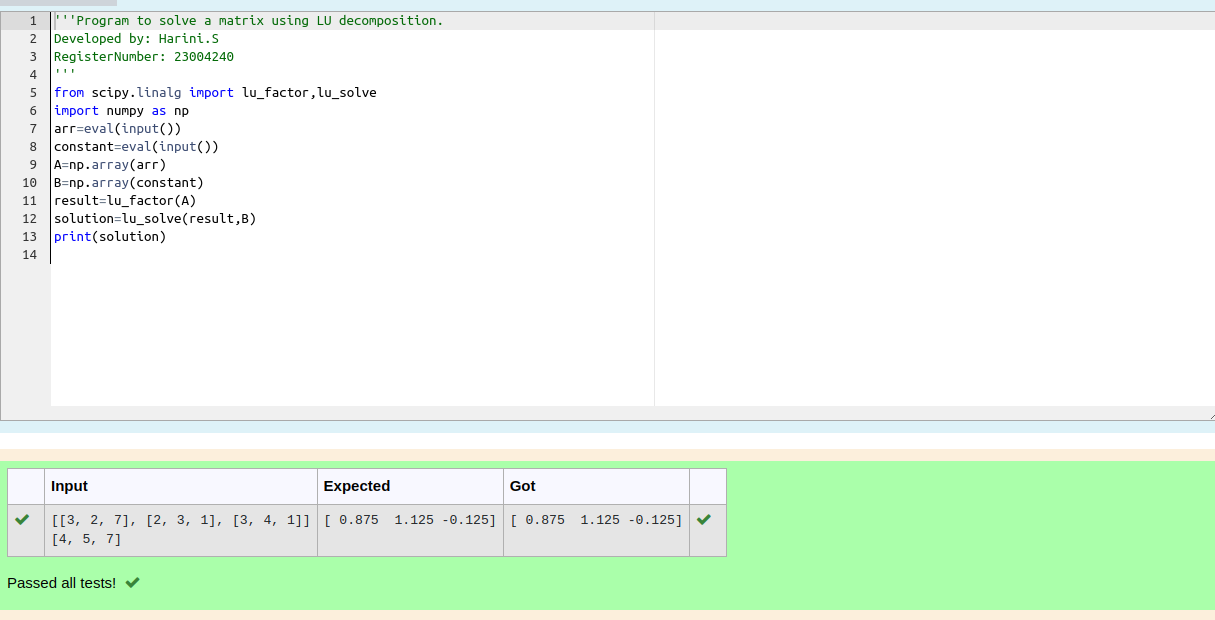 1 '''Program to solve a matrix using LU decomposition.
2 Developed by: Harini.S
3 RegisterNumber: 23004240
4 '''
5 from scipy.linalg import lu_factor,lu_solve
6 import numpy as np
7 arr=eval(input())
8 constant=eval(input())
9 A=np.array(arr)
10 B=np.array(constant)
11 result=lu_factor(A)
12 solution=lu_solve(result,B)
13 print(solution)
14
Input Expected Got
[[3, 2, 7], [2, 3, 1], [3, 4, 1]] [ 0.875  1.125 -0.125] [ 0.875  1.125 -0.125]
[4, 5, 7]
Passed all tests!